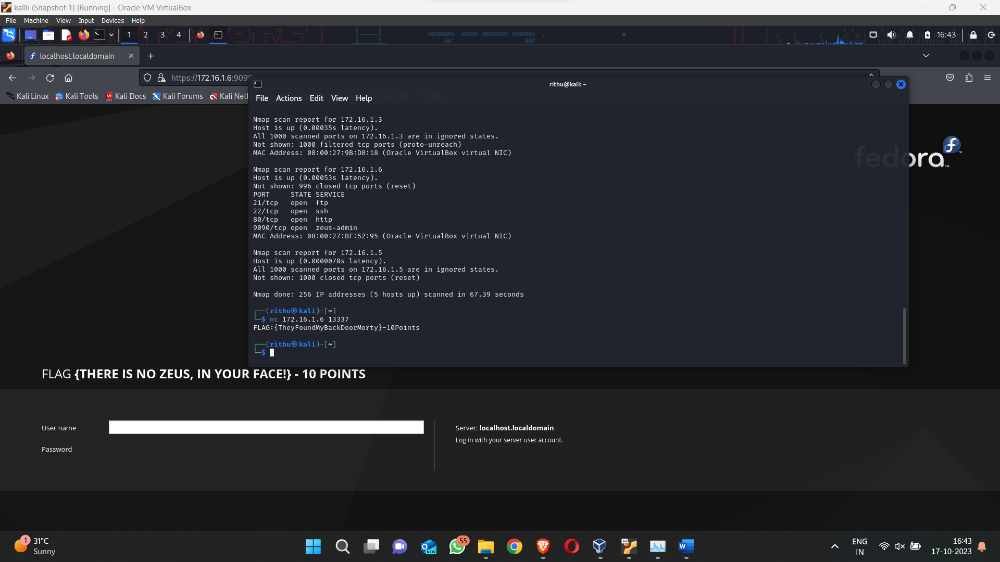 kallli (Snapshot 1) [Running] - Oracle VM VirtualBox
File Machine View Input Devices Help
1 2 3 4
16:43
localhost.localdomain
https://172.16.1.6:909
Kali Linux Kali Tools Kali Docs Kali Forums Kali Net
rithu@kali: ~
File Actions Edit View Help
Nmap scan report for 172.16.1.3
Host is up (0.00035s latency).
All 1000 scanned ports on 172.16.1.3 are in ignored states.
Not shown: 1000 filtered tcp ports (proto-unreach)
MAC Address: 08:00:27:9B:D8:18 (Oracle VirtualBox virtual NIC)
Nmap scan report for 172.16.1.6
Host is up (0.00053s latency).
Not shown: 996 closed tcp ports (reset)
PORT     STATE SERVICE
21/tcp   open  ftp
22/tcp   open  ssh
80/tcp   open  http
9090/tcp open  zeus-admin
MAC Address: 08:00:27:BF:52:95 (Oracle VirtualBox virtual NIC)
Nmap scan report for 172.16.1.5
Host is up (0.0000070s latency).
All 1000 scanned ports on 172.16.1.5 are in ignored states.
Not shown: 1000 closed tcp ports (reset)
Nmap done: 256 IP addresses (5 hosts up) scanned in 67.39 seconds
┌──(rithu㉿kali)-[~]
└─$ nc 172.16.1.6 13337
FLAG:{TheyFoundMyBackDoorMorty}-10Points
┌──(rithu㉿kali)-[~]
└─$
fedora™
FLAG {THERE IS NO ZEUS, IN YOUR FACE!} - 10 POINTS
User name
Password
Server: localhost.localdomain
Log in with your server user account.
1
31°C
Sunny
NEW
55
64
ENG
IN
16:43
17-10-2023